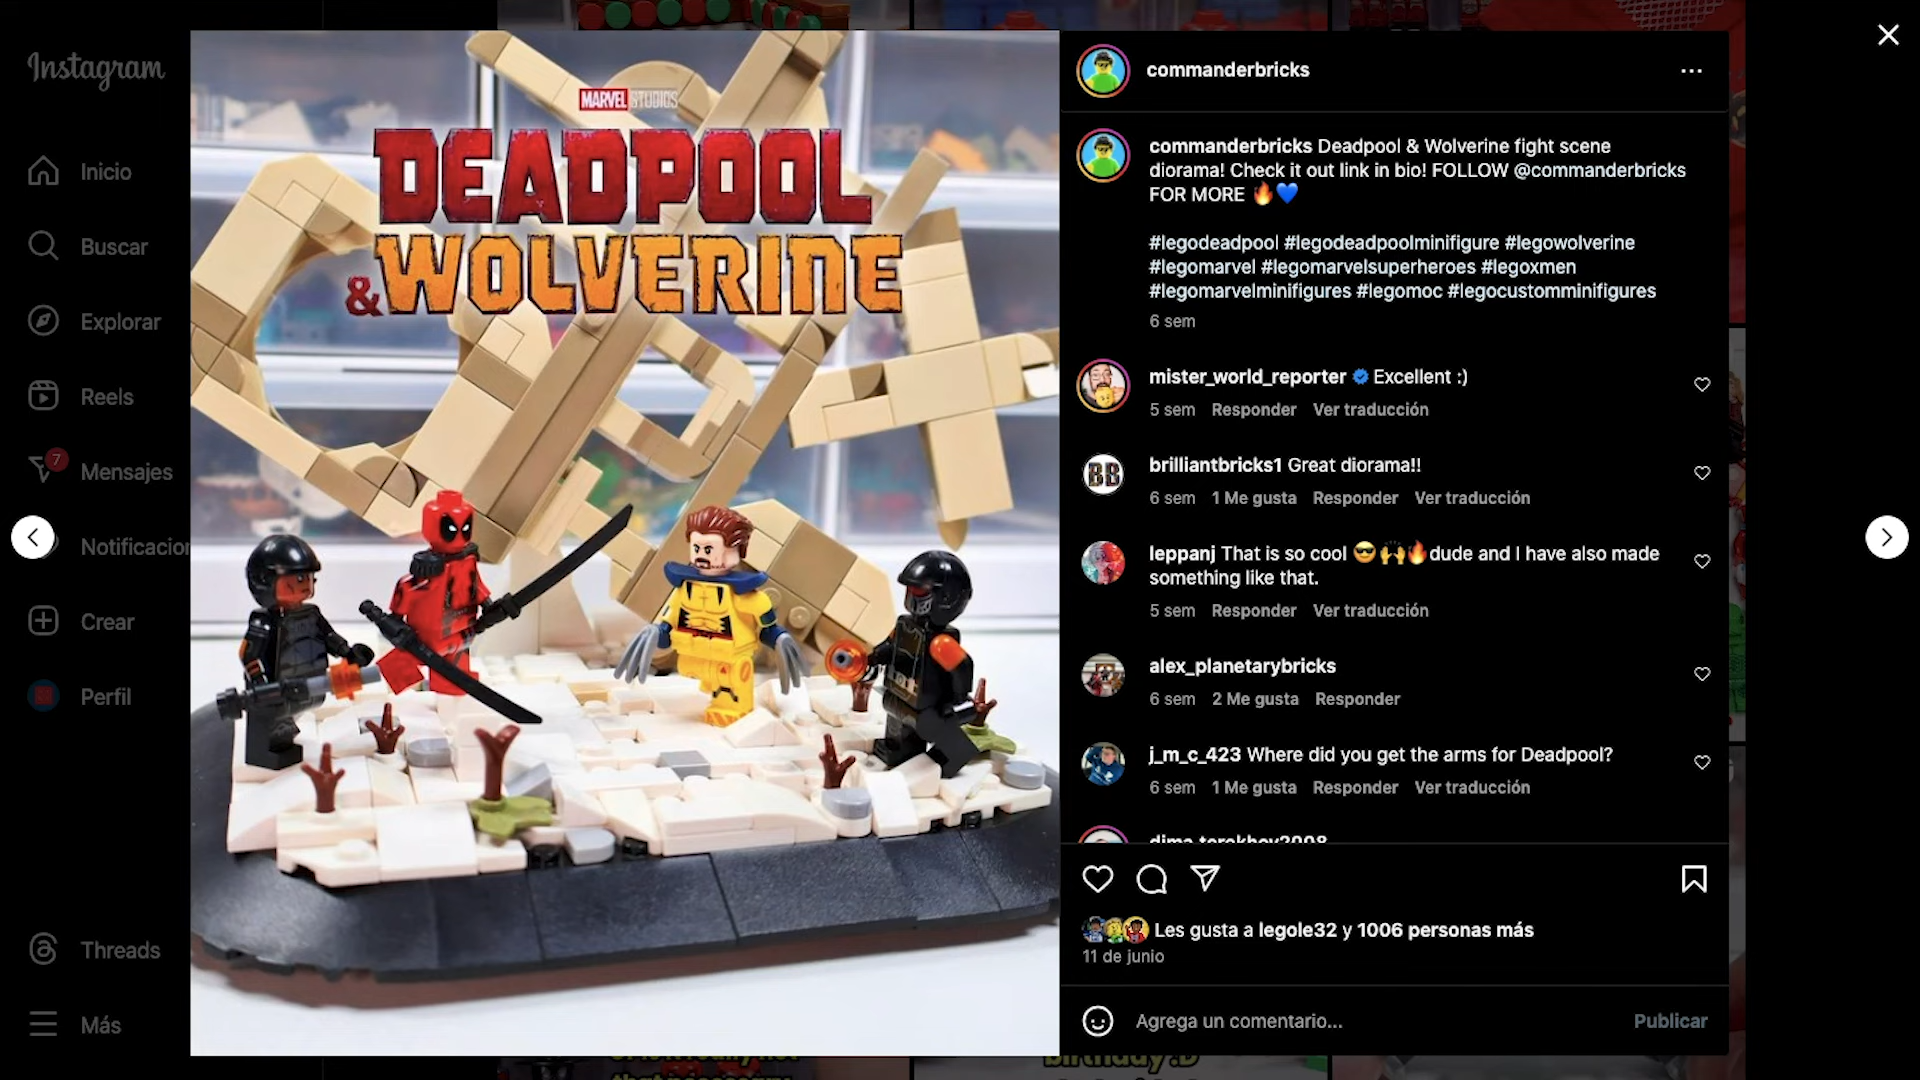 Instagram
Inicio
Buscar
Explorar
Reels
7
Mensajes
Notificacion
Crear
Perfil
Threads
Más
MARVEL STUDIOS
DEADPOOL
&WOLVERINE
commanderbricks
commanderbricks Deadpool & Wolverine fight scene
diorama! Check it out link in bio! FOLLOW @commanderbricks
FOR MORE 🔥💙
#legodeadpool #legodeadpoolminifigure #legowolverine
#legomarvel #legomarvelsuperheroes #legoxmen
#legomarvelminifigures #legomoc #legocustomminifigures
6 sem
mister_world_reporter Excellent :)
5 sem Responder Ver traducción
BB
brilliantbricks1 Great diorama!!
6 sem 1 Me gusta Responder Ver traducción
leppanj That is so cool 😎🙌🔥dude and I have also made
something like that.
5 sem Responder Ver traducción
alex_planetarybricks
6 sem 2 Me gusta Responder
j_m_c_423 Where did you get the arms for Deadpool?
6 sem 1 Me gusta Responder Ver traducción
Les gusta a legole32 y 1006 personas más
11 de junio
Agrega un comentario...
Publicar
birthday :D